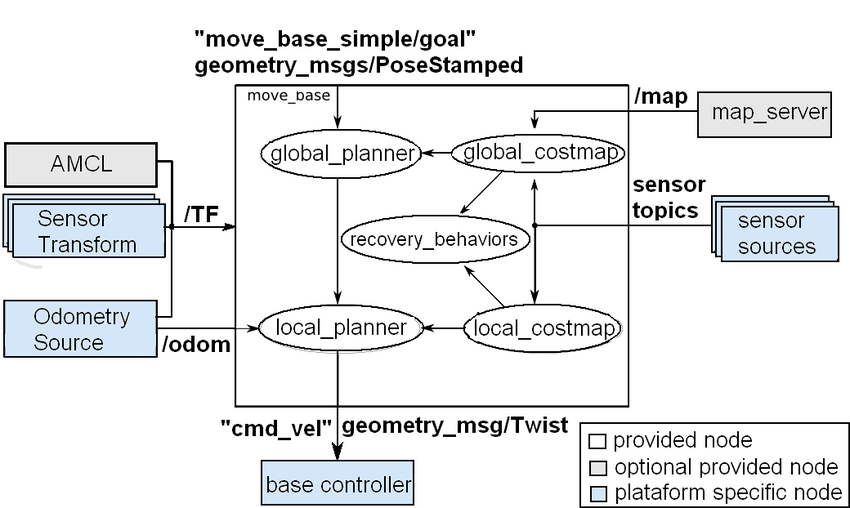 "move_base_simple/goal"
geometry_msgs/PoseStamped
move_base
/map
map_server
global_planner
global_costmap
AMCL
sensor
topics
/TF
Sensor
Transform
sensor
sources
recovery_behaviors
Odometry
Source
local_planner
local_costmap
/odom
"cmd_vel"
geometry_msg/Twist
base controller
provided node
optional provided node
plataform specific node